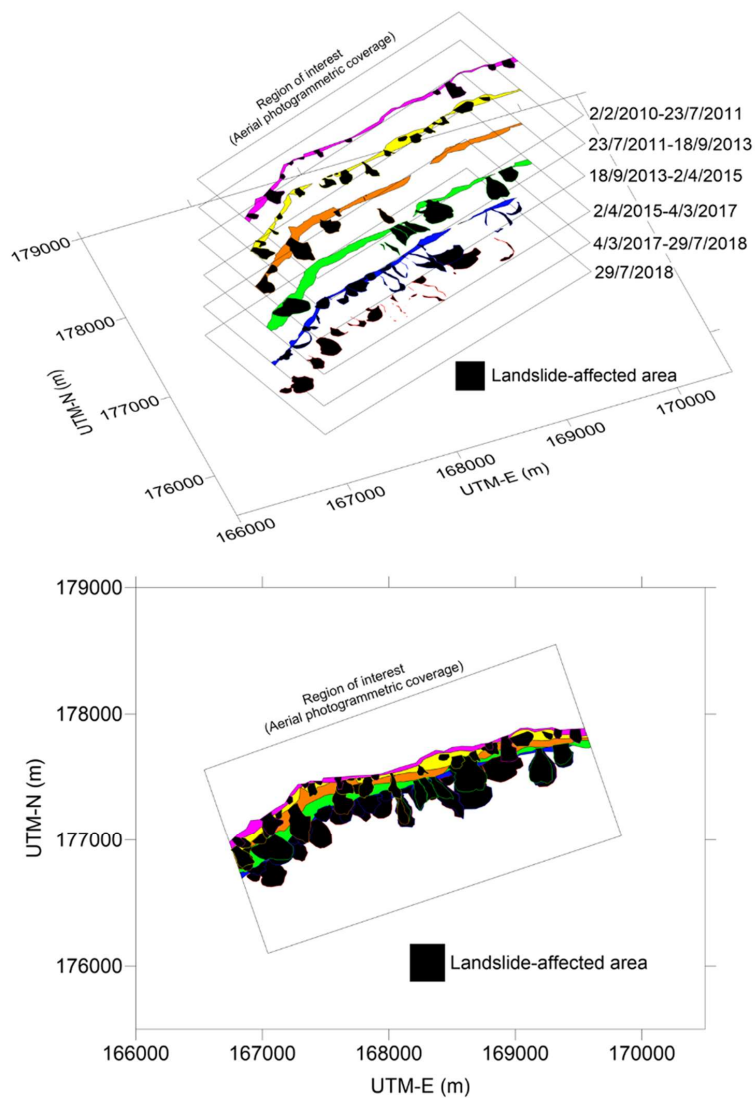 Region of interest
(Aerial photogrammetric coverage)
2/2/2010-23/7/2011
23/7/2011-18/9/2013
18/9/2013-2/4/2015
2/4/2015-4/3/2017
4/3/2017-29/7/2018
29/7/2018
179000
178000
177000
176000
UTM-N (m)
Landslide-affected area
166000
167000
168000
169000
170000
UTM-E (m)
179000
178000
177000
176000
UTM-N (m)
Region of interest
(Aerial photogrammetric coverage)
Landslide-affected area
166000
167000
168000
169000
170000
UTM-E (m)